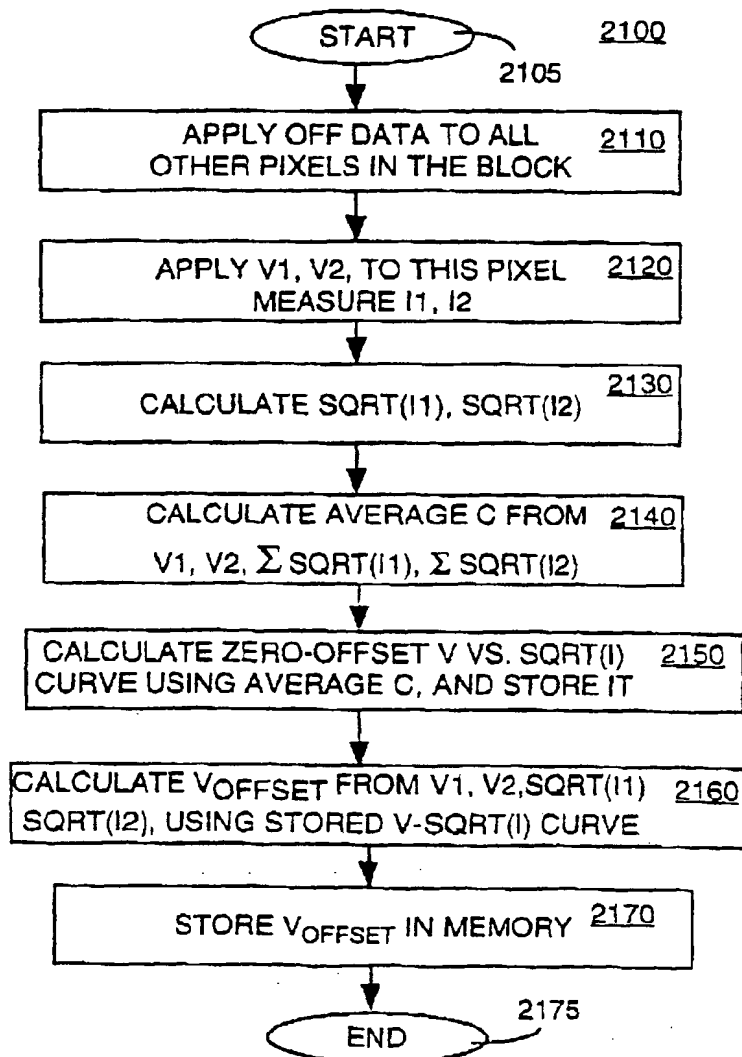 START
2100
2105
APPLY OFF DATA TO ALL 2110
OTHER PIXELS IN THE BLOCK
APPLY V1, V2, TO THIS PIXEL 2120
MEASURE I1, I2
2130
CALCULATE SQRT(I1), SQRT(I2)
CALCULATE AVERAGE C FROM 2140
V1, V2, Σ SQRT(I1), Σ SQRT(I2)
CALCULATE ZERO-OFFSET V VS. SQRT(I) 2150
CURVE USING AVERAGE C, AND STORE IT
CALCULATE VOFFSET FROM V1, V2,SQRT(I1) 2160
SQRT(I2), USING STORED V-SQRT(I) CURVE
STORE VOFFSET IN MEMORY 2170
2175
END